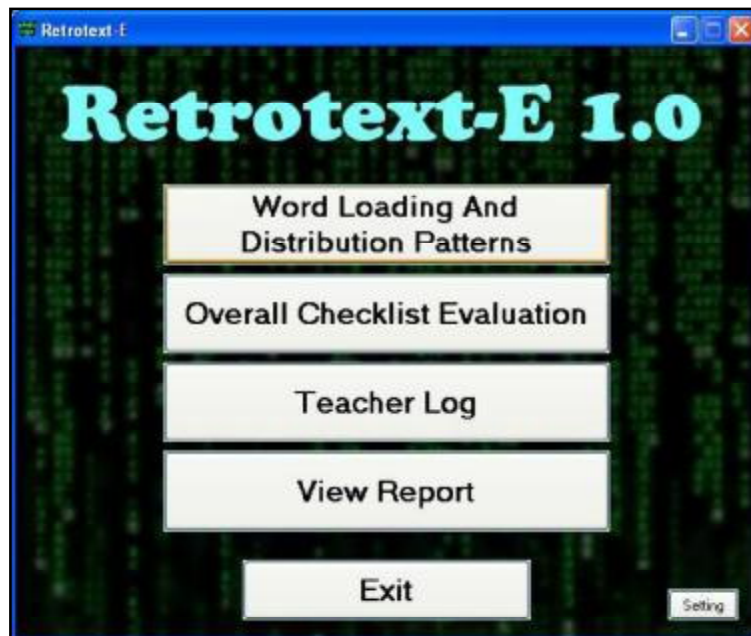 Retrotext-E
Retrotext-E 1.0
Word Loading And
Distribution Patterns
Overall Checklist Evaluation
Teacher Log
View Report
Exit
Setting